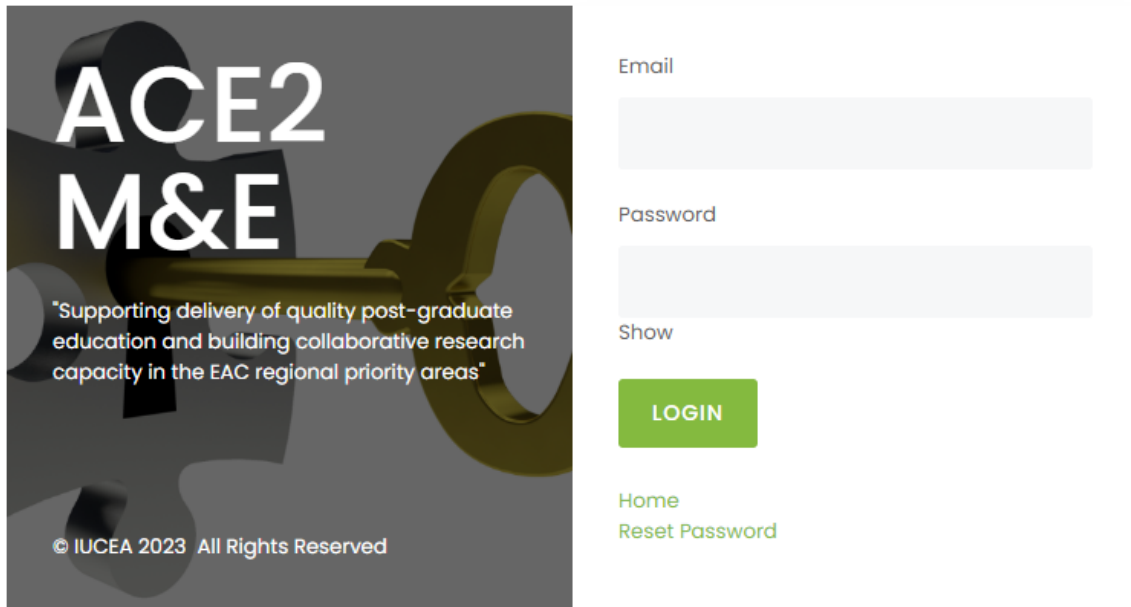 ACE2
M&E
"Supporting delivery of quality post-graduate
education and building collaborative research
capacity in the EAC regional priority areas"
© IUCEA 2023  All Rights Reserved
Email
Password
Show
LOGIN
Home
Reset Password